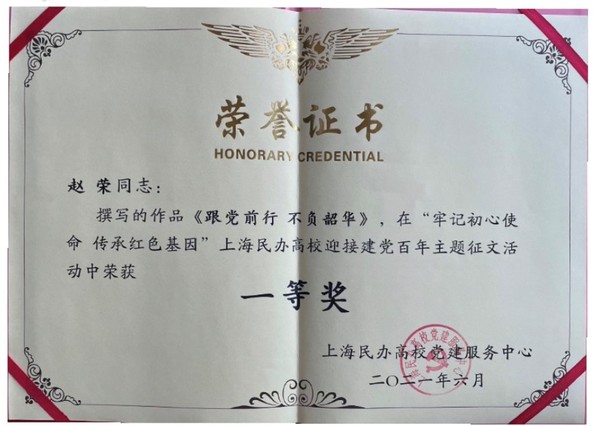 荣誉证书
HONORARY CREDENTIAL
赵 荣同志：
撰写的作品《跟党前行 不负韶华》，在“牢记初心使
命 传承红色基因”上海民办高校迎接建党百年主题征文活
动中荣获
一等奖
上海民办高校党建服务中心
二〇二一年六月